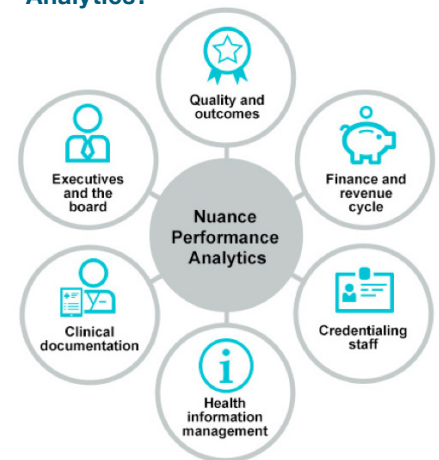 Analytics?
Quality and
outcomes
Executives
and the
board
Finance and
revenue
cycle
Nuance
Performance
Analytics
Clinical
documentation
Credentialing
staff
Health
information
management